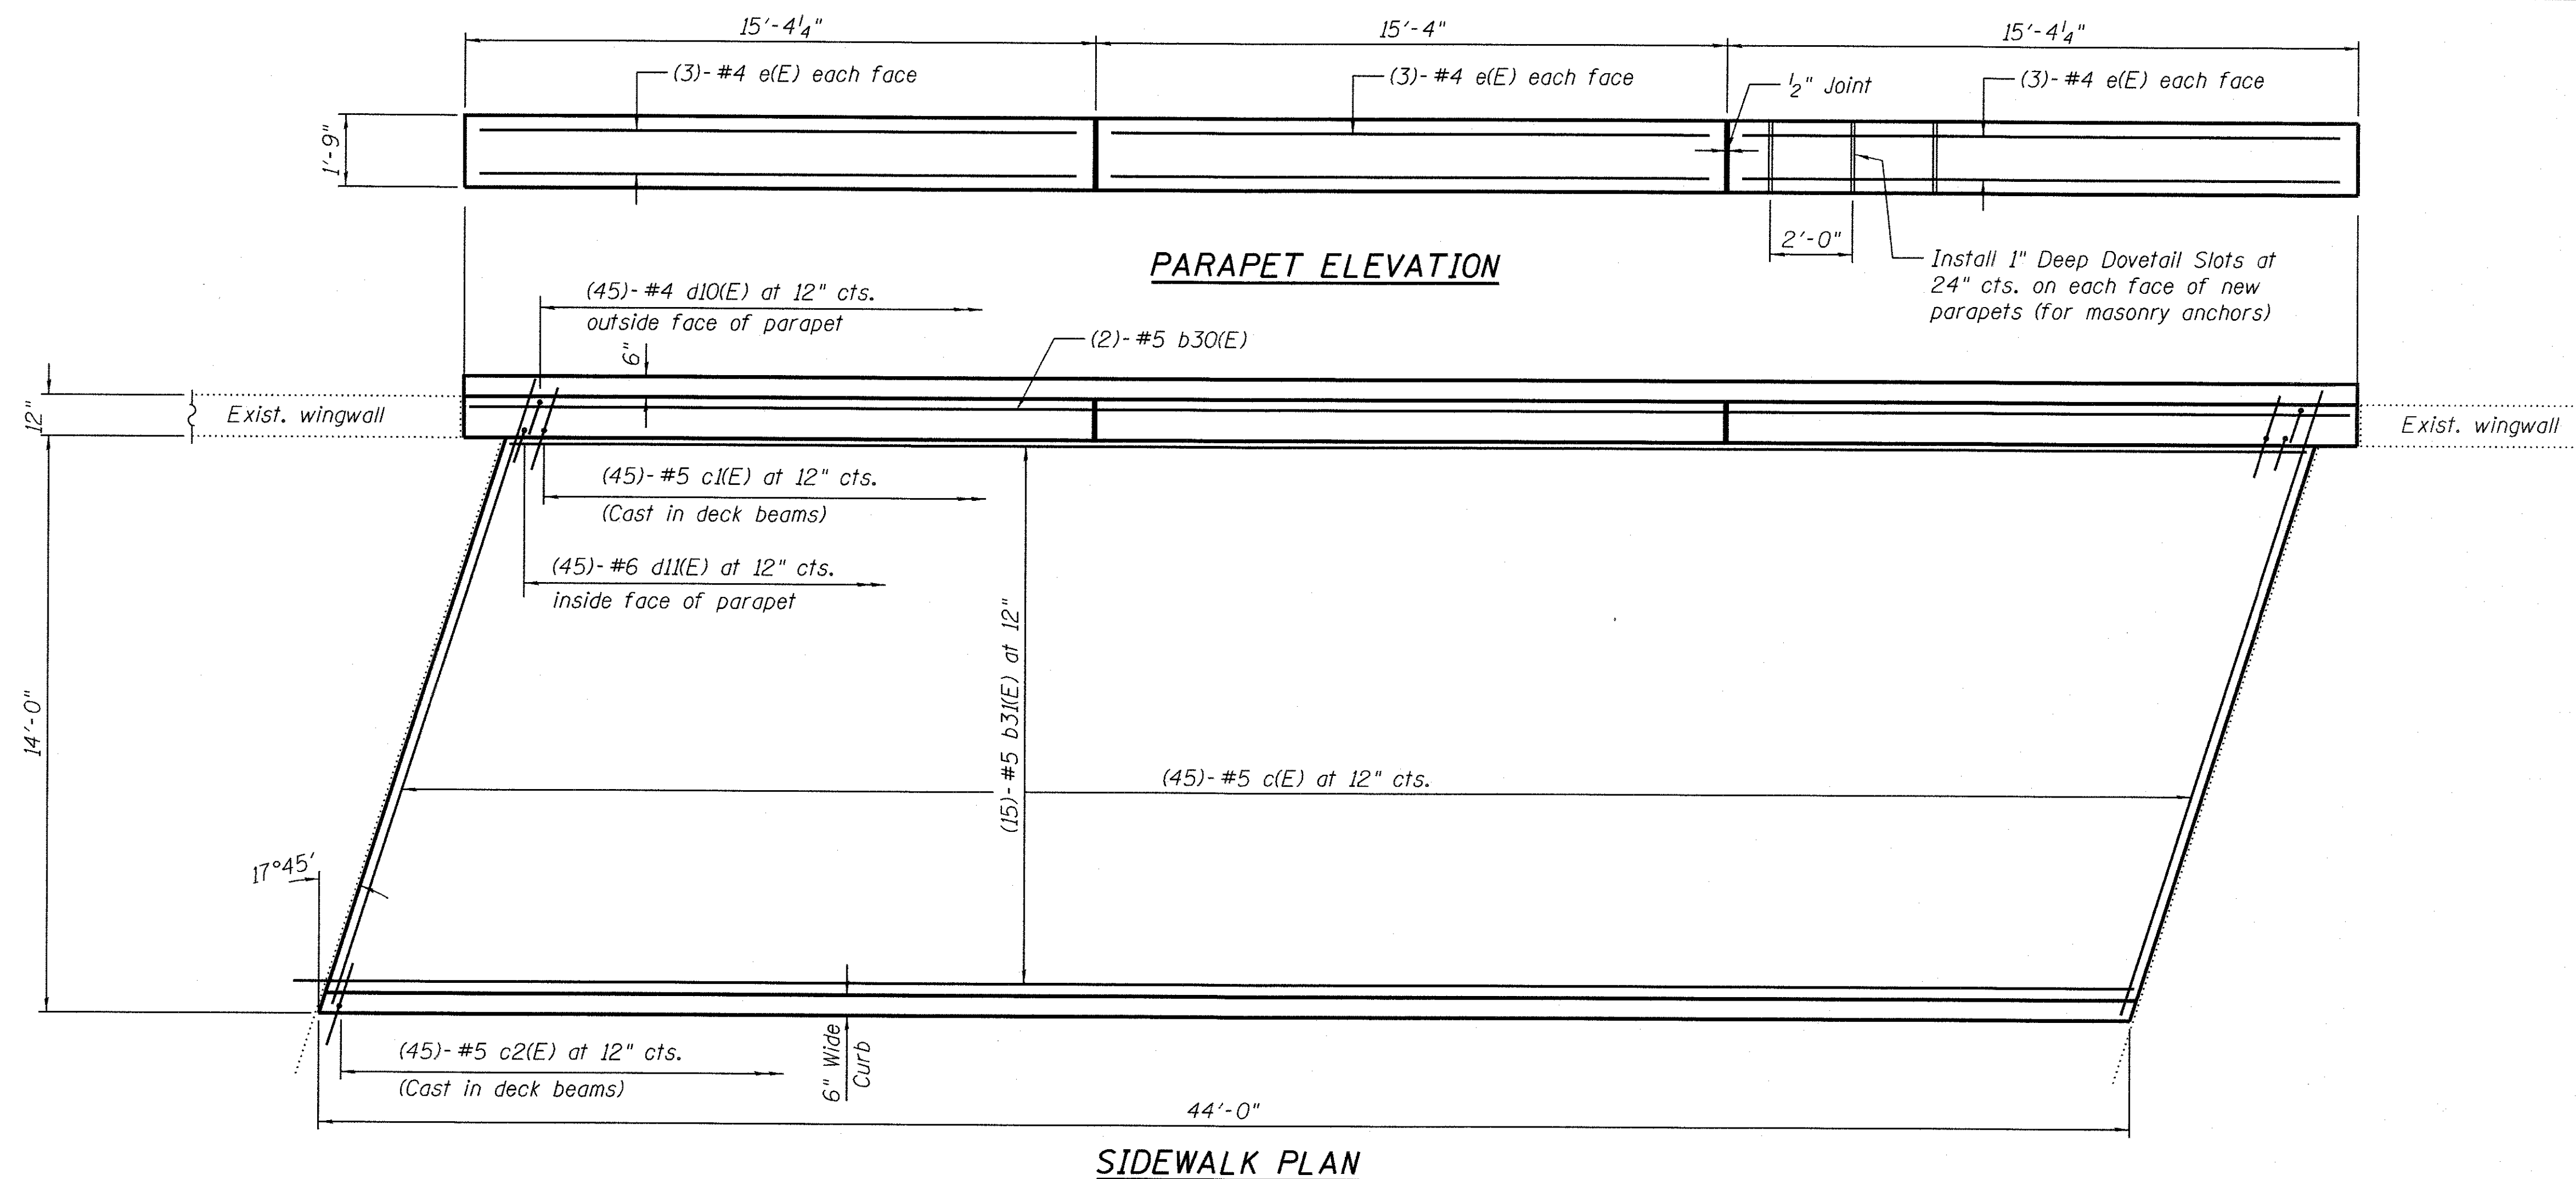 15'-4¼"
15'-4"
15'-4¼"
(3)-#4 e(E) each face
(3)-#4 e(E) each face
½" Joint
(3)-#4 e(E) each face
1'-9"
2'-0"
PARAPET ELEVATION
Install 1" Deep Dovetail Slots at
24" cts. on each face of new
parapets (for masonry anchors)
(45)-#4 d10(E) at 12" cts.
outside face of parapet
6"
(2)-#5 b30(E)
12"
Exist. wingwall
Exist. wingwall
(45)-#5 c1(E) at 12" cts.
(Cast in deck beams)
(45)-#6 d11(E) at 12" cts.
inside face of parapet
(15)-#5 b31(E) at 12"
14'-0"
(45)-#5 c(E) at 12" cts.
17°45'
6" Wide
Curb
(45)-#5 c2(E) at 12" cts.
(Cast in deck beams)
44'-0"
SIDEWALK PLAN